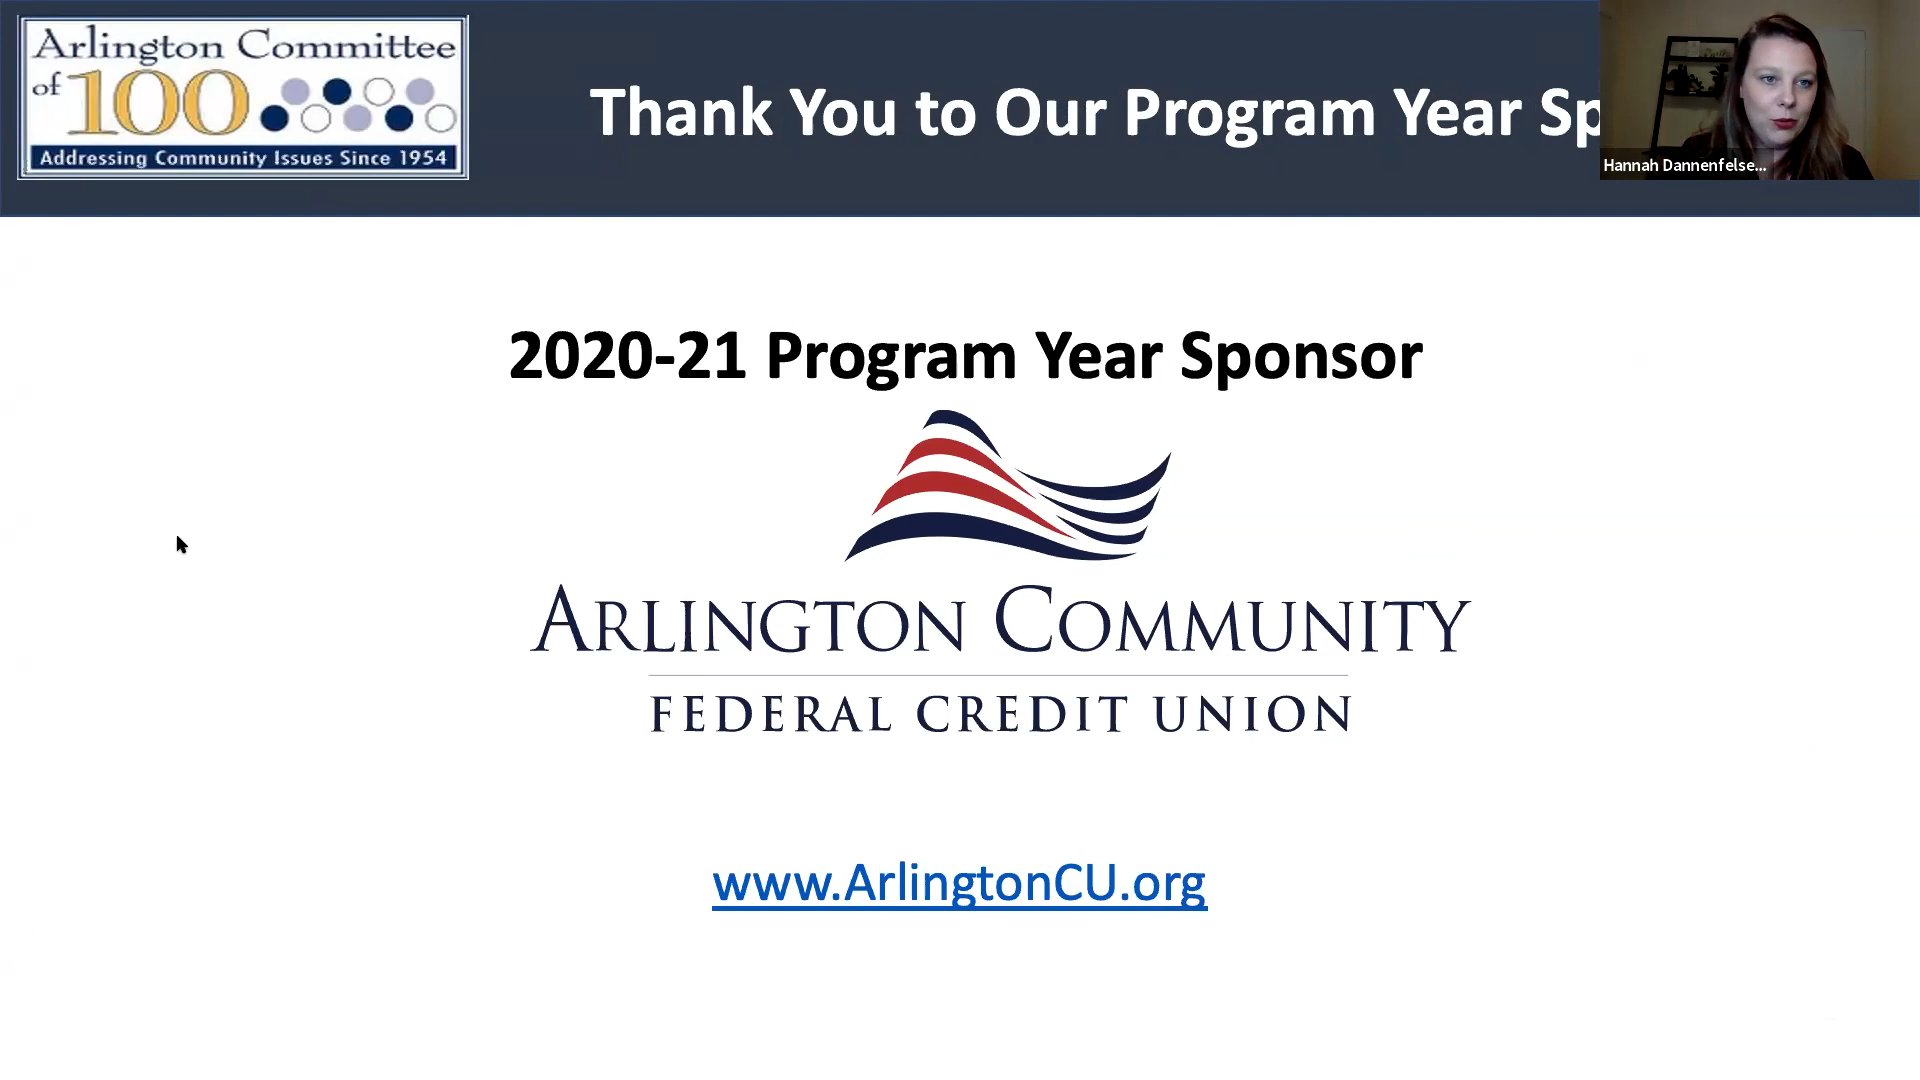 Arlington Committee
of 100
Addressing Community Issues Since 1954
Thank You to Our Program Year Sp
Hannah Dannenfelse...
2020-21 Program Year Sponsor
ARLINGTON COMMUNITY
FEDERAL CREDIT UNION
www.ArlingtonCU.org